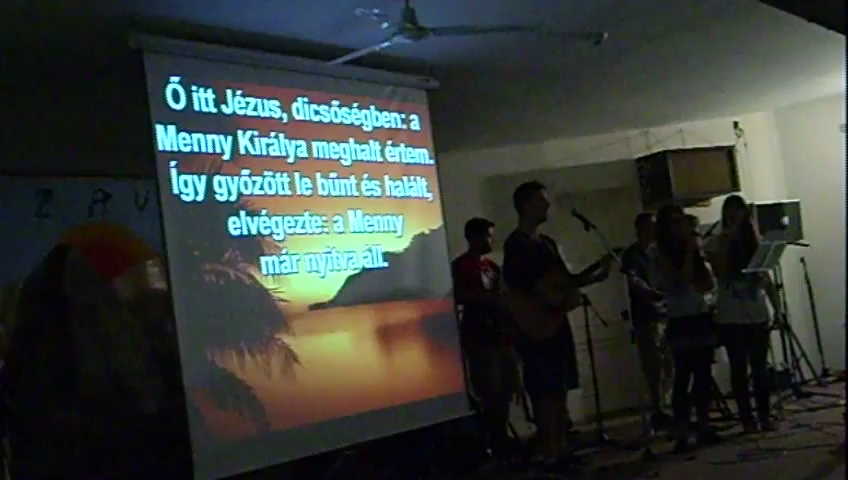 Ő itt Jézus, dicsőségben: a
Menny Királya meghalt értem.
Így győzött le bűnt és halált,
elvégezte: a Menny
már nyitva áll.
Z A V